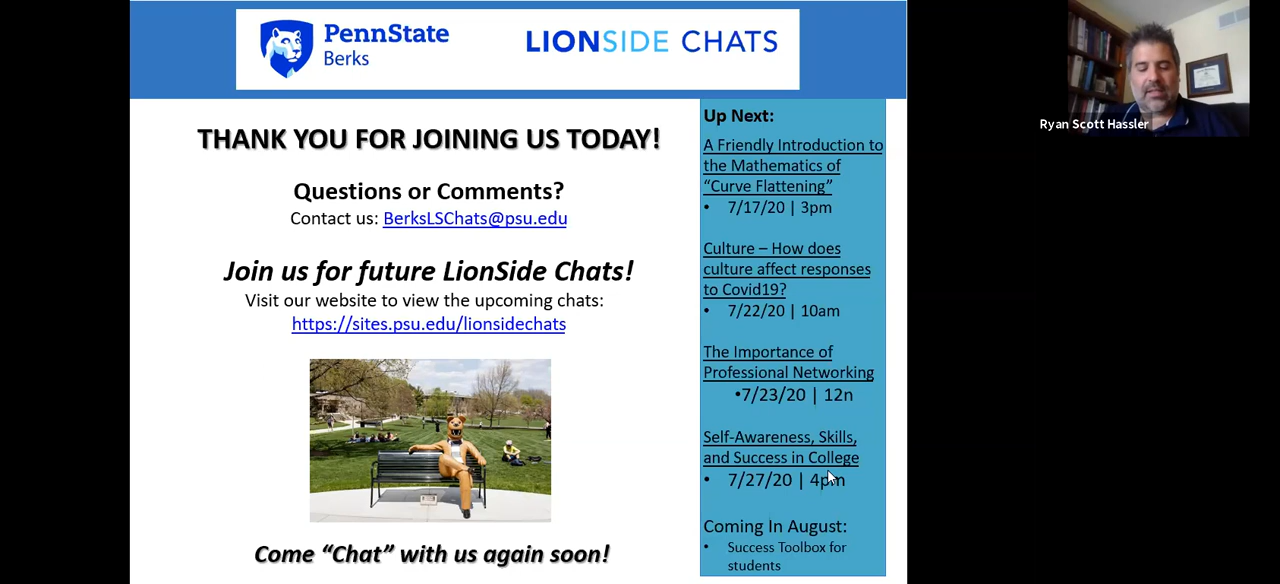 PennState
Berks
LIONSIDE CHATS
THANK YOU FOR JOINING US TODAY!
Questions or Comments?
Contact us: BerksLSChats@psu.edu
Join us for future LionSide Chats!
Visit our website to view the upcoming chats:
https://sites.psu.edu/lionsidechats
Come “Chat” with us again soon!
Up Next:
A Friendly Introduction to
the Mathematics of
“Curve Flattening”
• 7/17/20 | 3pm
Culture – How does
culture affect responses
to Covid19?
• 7/22/20 | 10am
The Importance of
Professional Networking
•7/23/20 | 12n
Self-Awareness, Skills,
and Success in College
• 7/27/20 | 4pm
Coming In August:
• Success Toolbox for
students
Ryan Scott Hassler